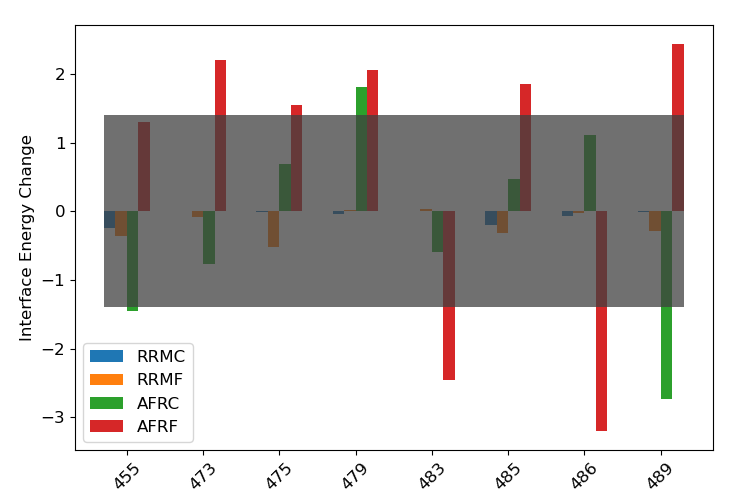 Interface Energy Change
2
1
0
−1
−2
−3
RRMC
RRMF
AFRC
AFRF
455 473 475 479 483 485 486 489